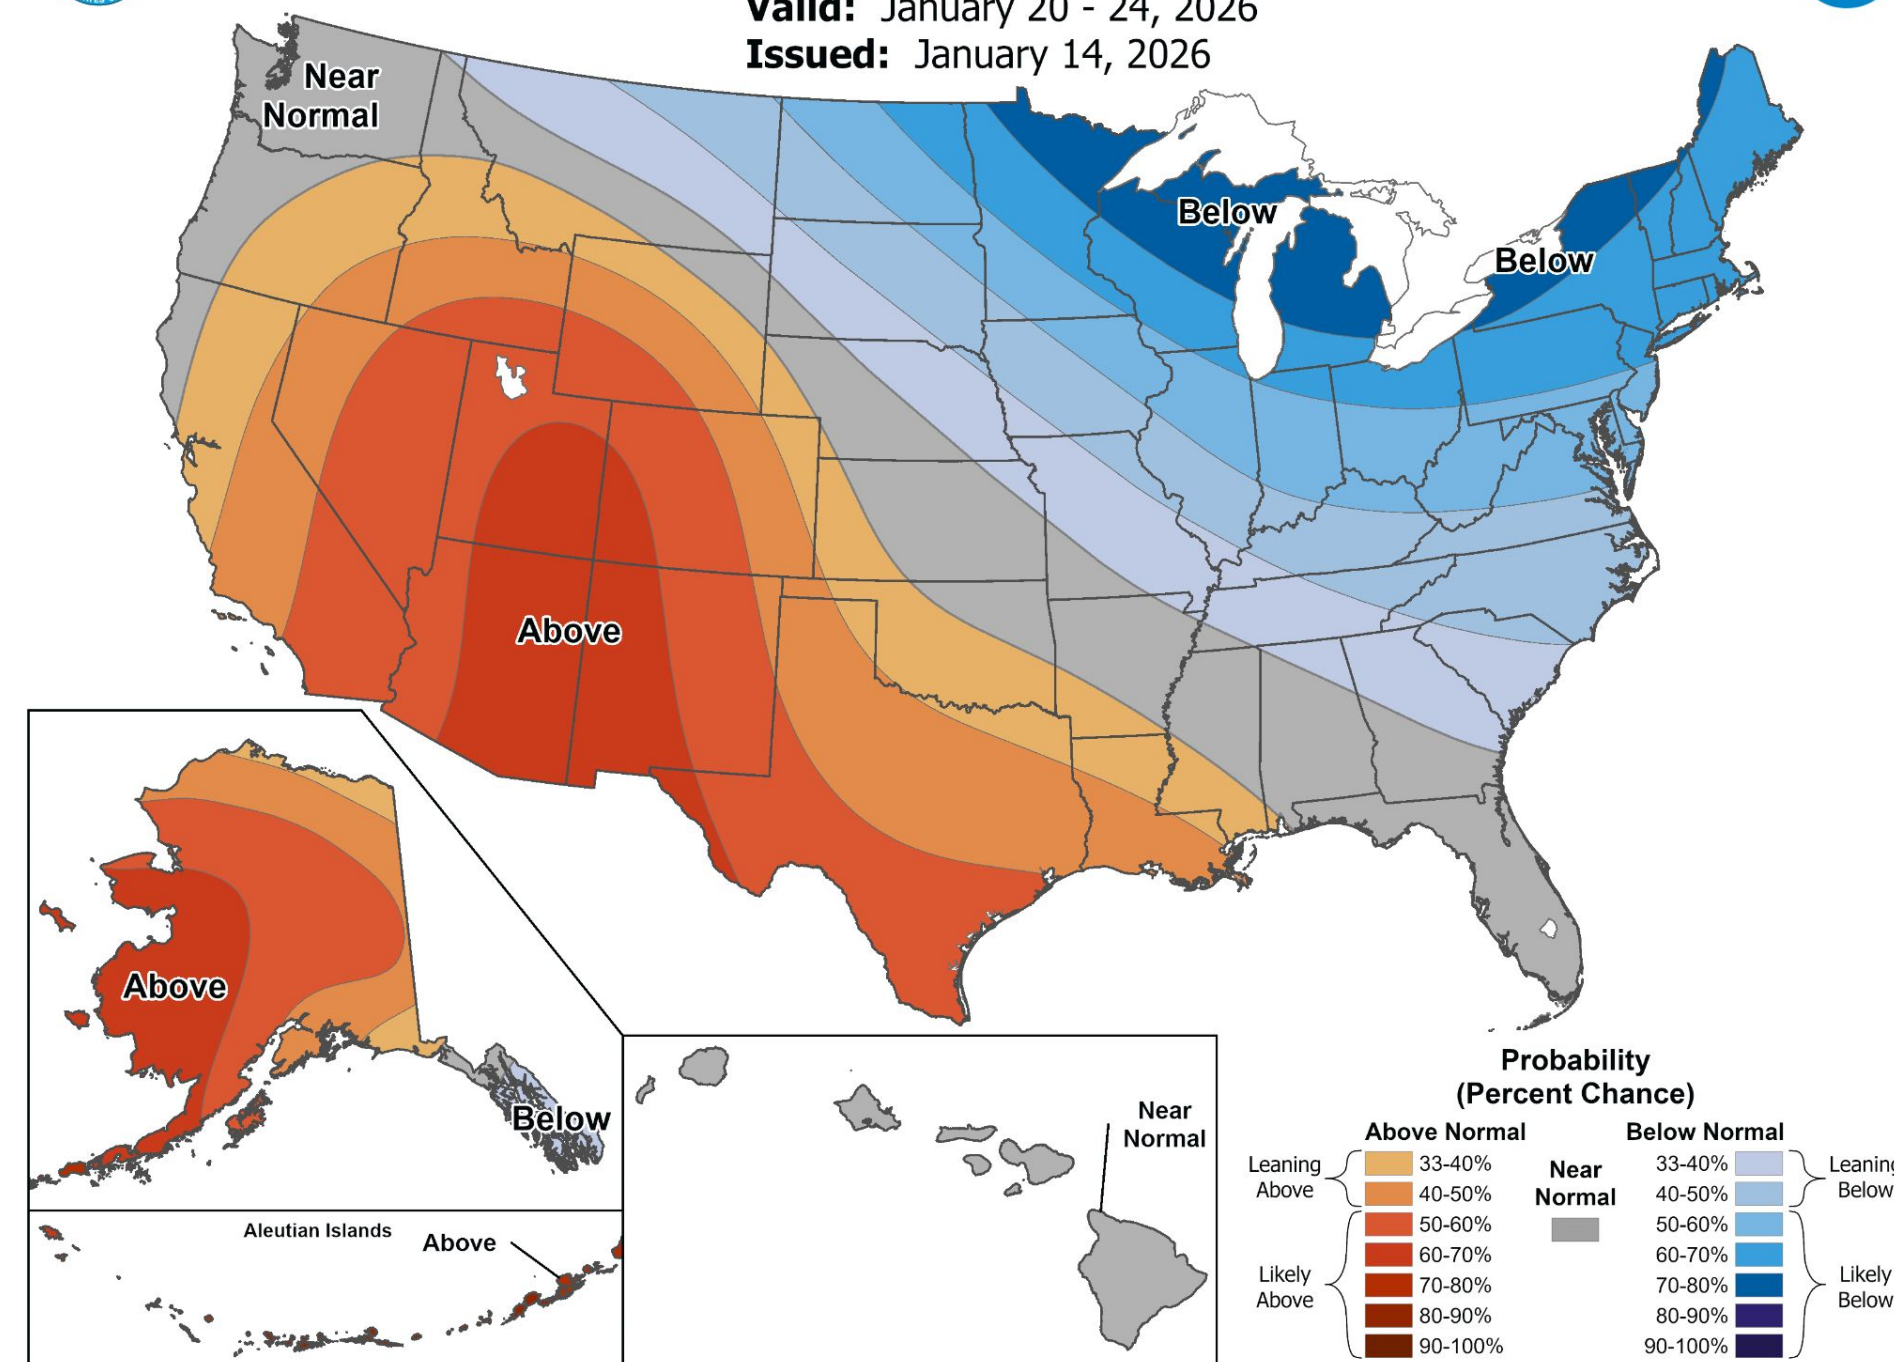 Valid: January 20 - 24, 2026
Issued: January 14, 2026
Near
Normal
Below
Below
Above
Above
Below
Aleutian Islands
Above
Near
Normal
Probability
(Percent Chance)
Above Normal
Below Normal
Leaning
Above
33-40%
40-50%
Likely
Above
50-60%
60-70%
70-80%
80-90%
90-100%
Near
Normal
33-40%
40-50%
Leaning
Below
50-60%
60-70%
70-80%
80-90%
90-100%
Likely
Below